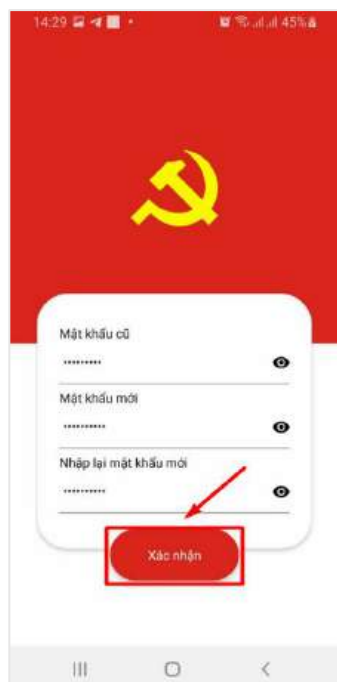 14:29
45%
Mật khẩu cũ
•••••••••
Mật khẩu mới
••••••••••
Nhập lại mật khẩu mới
••••••••••
Xác nhận